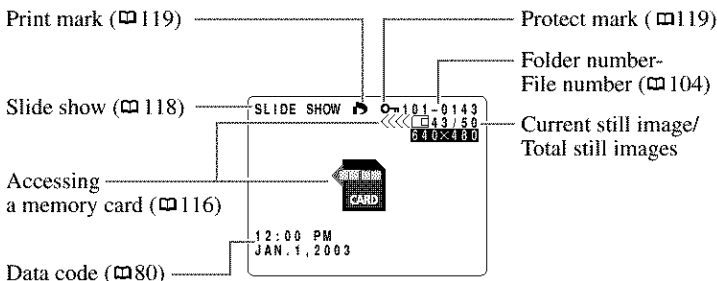 Print mark (119)
Protect mark (119)
Folder number-
File number (104)
Slide show (118)
SLIDE SHOW 101-0143
43/50
640×480
Current still image/
Total still images
Accessing
a memory card (116)
CARD
12:00 PM
JAN.1,2003
Data code (80)